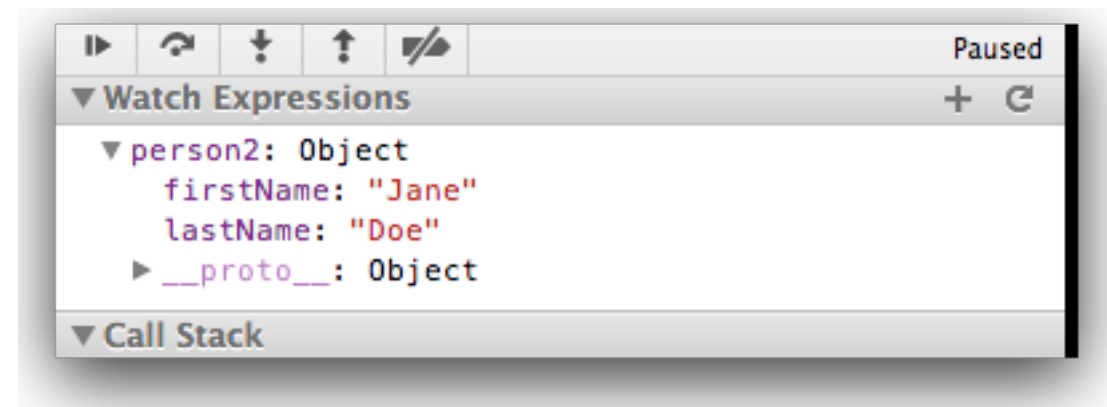 Paused
Watch Expressions
person2: Object
firstName: "Jane"
lastName: "Doe"
__proto__: Object
Call Stack